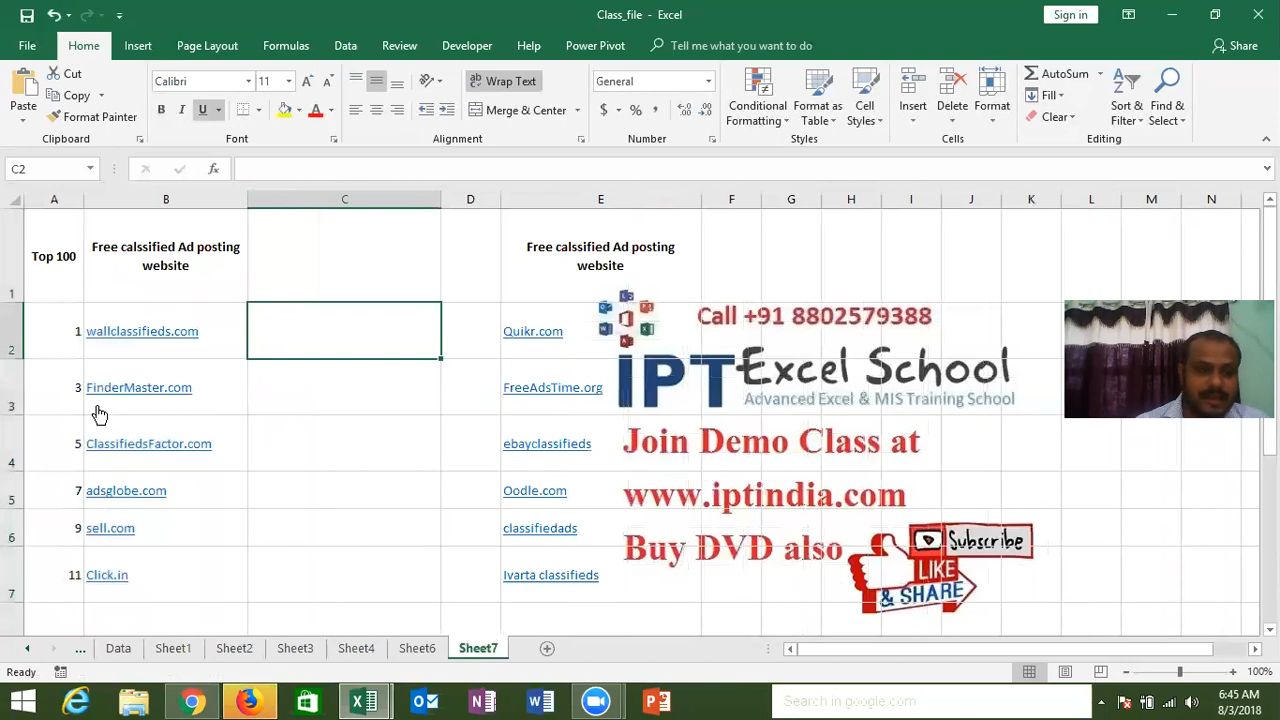 Class_file - Excel
Sign in
File
Home
Insert
Page Layout
Formulas
Data
Review
Developer
Help
Power Pivot
Tell me what you want to do
Share
Paste
Cut
Copy
Format Painter
Clipboard
Calibri
11
B I U
Font
Wrap Text
Merge & Center
Alignment
General
$ % ,
Number
Conditional Formatting
Format as Table
Cell Styles
Styles
Insert
Delete
Format
Cells
AutoSum
Fill
Clear
Sort & Filter
Find & Select
Editing
C2
fx
A B C D E F G H I J K L M N
1 Top 100 Free calssified Ad posting website Free calssified Ad posting website
2 1 wallclassifieds.com Quikr.com
3 3 FinderMaster.com FreeAdsTime.org
4 5 ClassifiedsFactor.com ebayclassifieds
5 7 adsglobe.com Oodle.com
6 9 sell.com classifiedads
7 11 Click.in Ivarta classifieds
Call +91 8802579388
IPT Excel School
Advanced Excel & MIS Training School
Join Demo Class at
www.iptindia.com
Buy DVD also
Subscribe
LIKE
& SHARE
... Data Sheet1 Sheet2 Sheet3 Sheet4 Sheet6 Sheet7
Ready
100%
Search in google.com
6:45 AM
8/3/2018